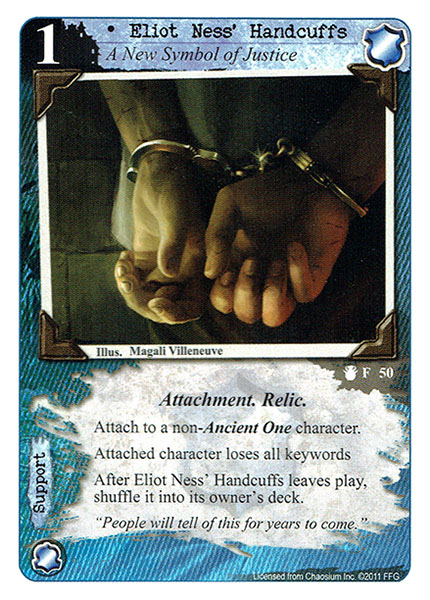 1
• Eliot Ness' Handcuffs
A New Symbol of Justice
Illus. Magali Villeneuve
F 50
Attachment. Relic.
Attach to a non-Ancient One character.
Attached character loses all keywords
After Eliot Ness' Handcuffs leaves play,
shuffle it into its owner's deck.
"People will tell of this for years to come."
Support
Licensed from Chaosium Inc. ©2011 FFG